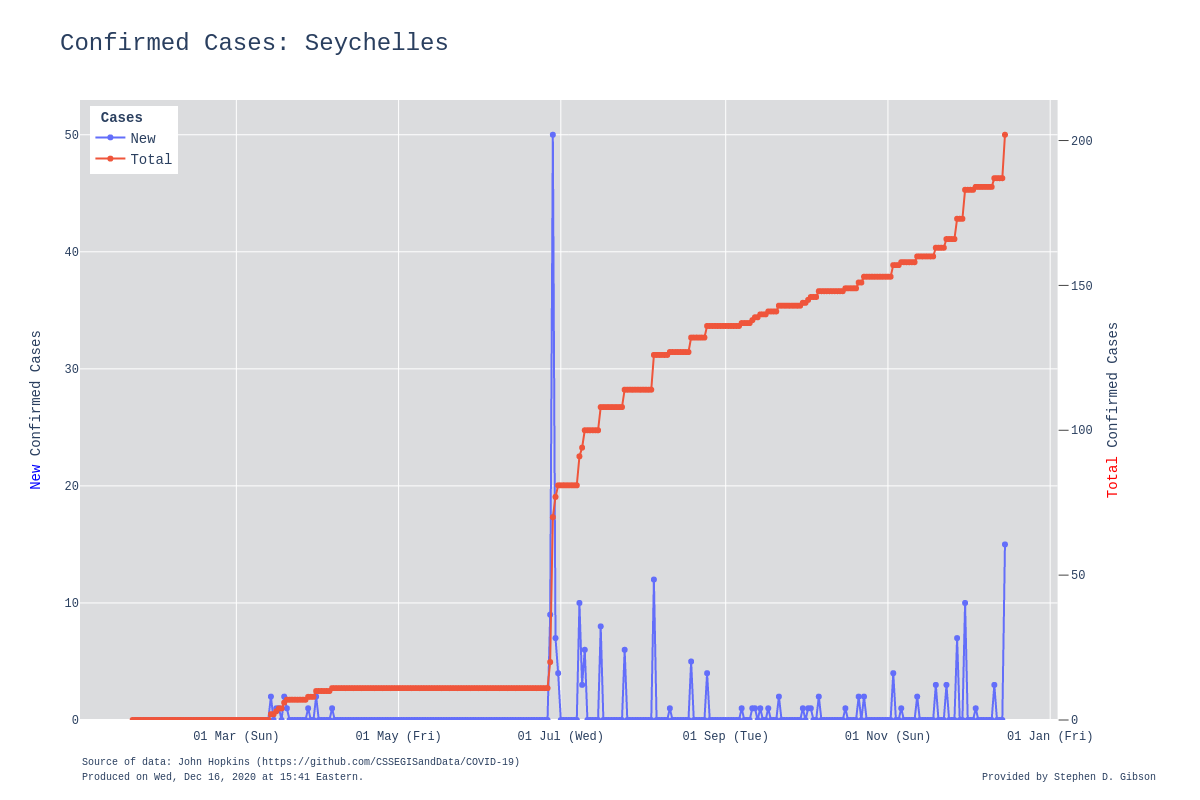 Confirmed Cases: Seychelles
Cases
New
Total
50
40
30
20
10
0
200
150
100
50
0
New Confirmed Cases
Total Confirmed Cases
01 Mar (Sun)
01 May (Fri)
01 Jul (Wed)
01 Sep (Tue)
01 Nov (Sun)
01 Jan (Fri)
Source of data: John Hopkins (https://github.com/CSSEGISandData/COVID-19)
Produced on Wed, Dec 16, 2020 at 15:41 Eastern.
Provided by Stephen D. Gibson